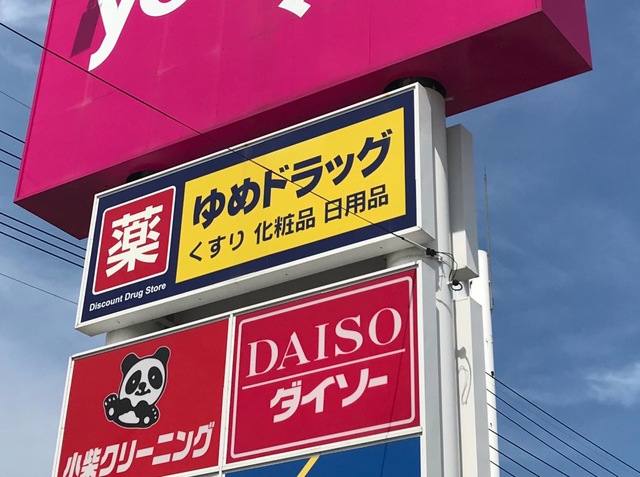 薬
Discount Drug Store
ゆめドラッグ
くすり 化粧品 日用品
DAISO
ダイソー
小柴クリーニング